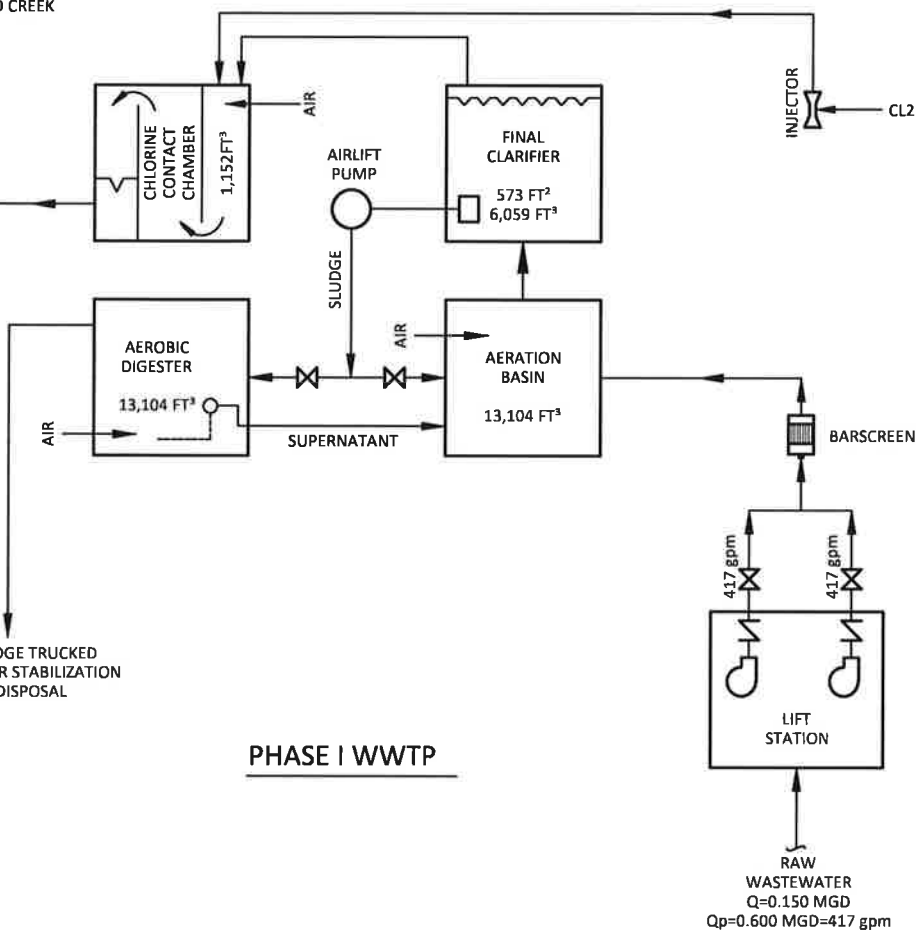 CREEK
AIR
CHLORINE
CONTACT
CHAMBER
1,152FT³
AIRLIFT
PUMP
FINAL
CLARIFIER
573 FT²
6,059 FT³
INJECTOR
CL2
SLUDGE
AEROBIC
DIGESTER
13,104 FT³
AIR
SUPERNATANT
AIR
AERATION
BASIN
13,104 FT³
BARSCREEN
417 gpm
417 gpm
LIFT
STATION
TRUCKED
STABILIZATION
DISPOSAL
PHASE I WWTP
RAW
WASTEWATER
Q=0.150 MGD
Qp=0.600 MGD=417 gpm